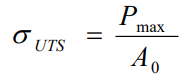 σ_UTS = P_max / A_0